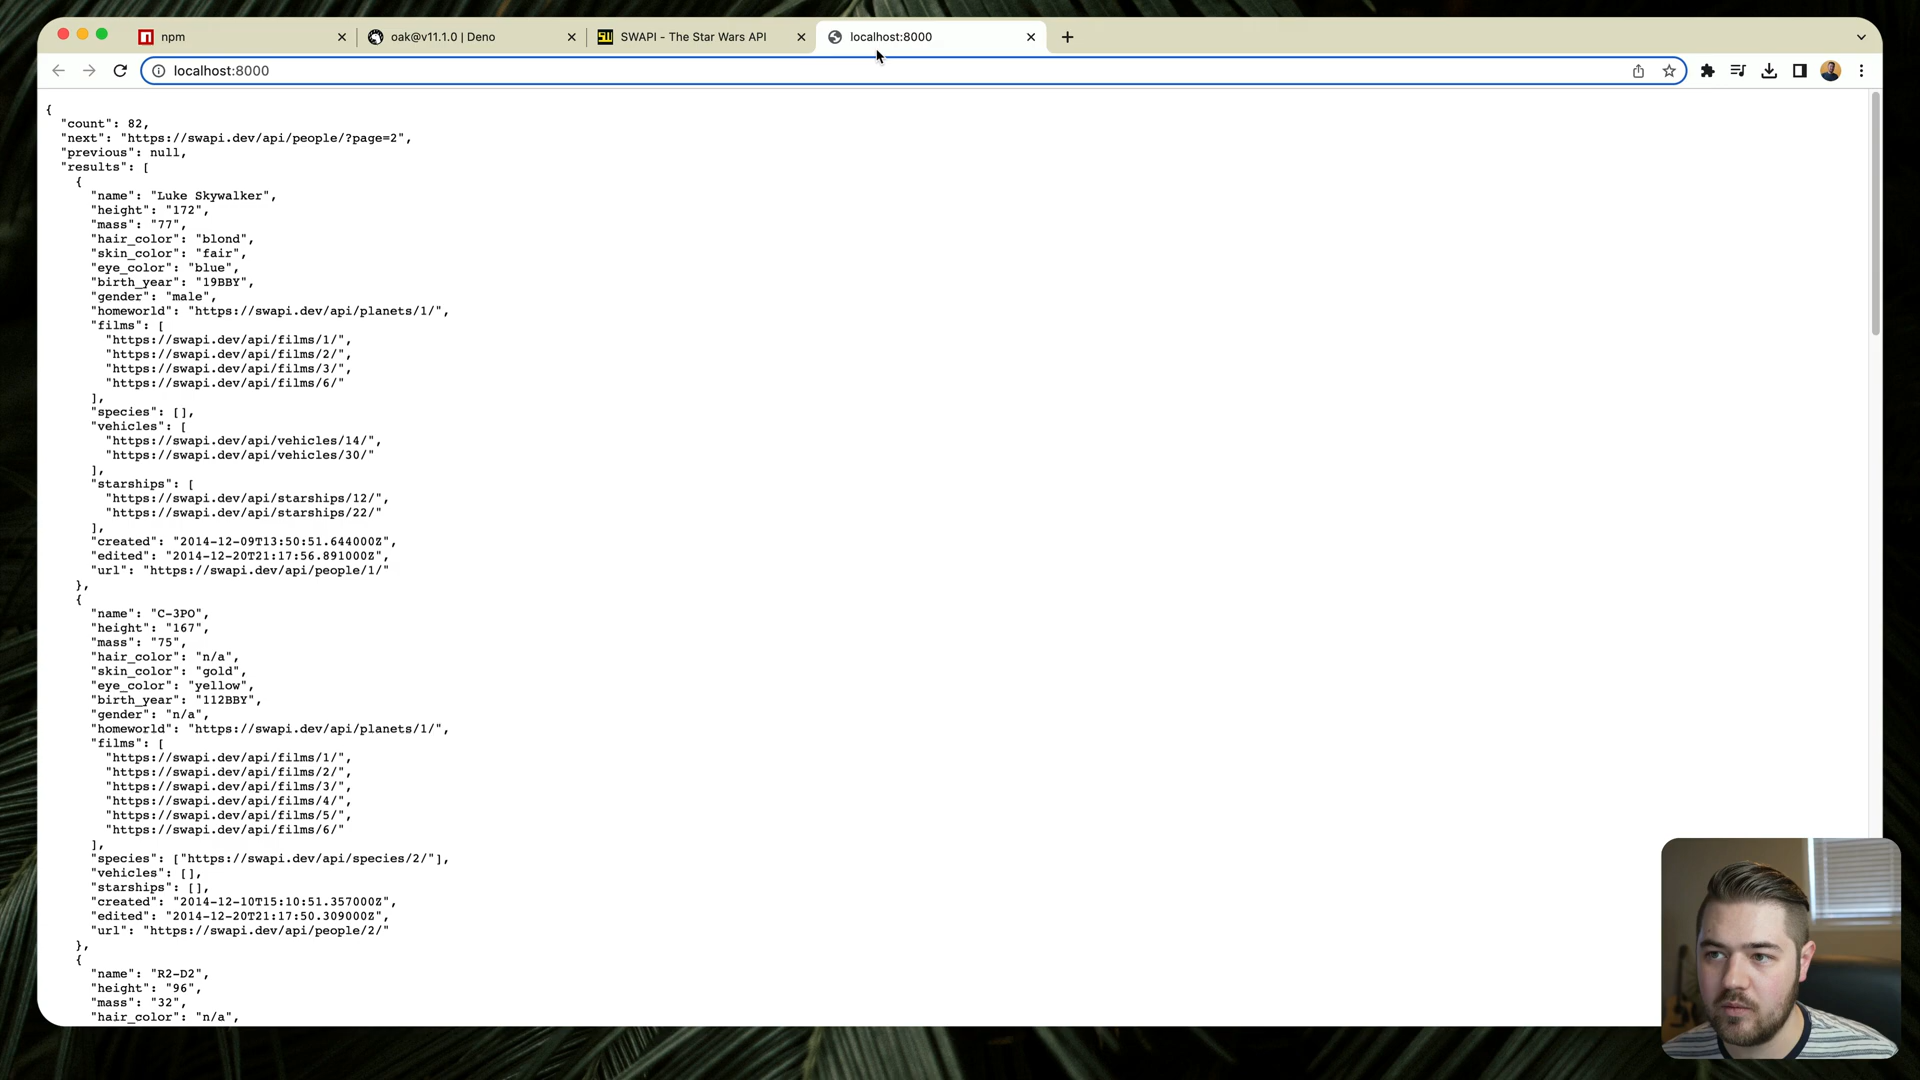 npm
oak@v11.1.0 | Deno
SWAPI - The Star Wars API
localhost:8000
localhost:8000
{
"count": 82,
"next": "https://swapi.dev/api/people/?page=2",
"previous": null,
"results": [
{
"name": "Luke Skywalker",
"height": "172",
"mass": "77",
"hair_color": "blond",
"skin_color": "fair",
"eye_color": "blue",
"birth_year": "19BBY",
"gender": "male",
"homeworld": "https://swapi.dev/api/planets/1/",
"films": [
"https://swapi.dev/api/films/1/",
"https://swapi.dev/api/films/2/",
"https://swapi.dev/api/films/3/",
"https://swapi.dev/api/films/6/"
],
"species": [],
"vehicles": [
"https://swapi.dev/api/vehicles/14/",
"https://swapi.dev/api/vehicles/30/"
],
"starships": [
"https://swapi.dev/api/starships/12/",
"https://swapi.dev/api/starships/22/"
],
"created": "2014-12-09T13:50:51.644000Z",
"edited": "2014-12-20T21:17:56.891000Z",
"url": "https://swapi.dev/api/people/1/"
},
{
"name": "C-3PO",
"height": "167",
"mass": "75",
"hair_color": "n/a",
"skin_color": "gold",
"eye_color": "yellow",
"birth_year": "112BBY",
"gender": "n/a",
"homeworld": "https://swapi.dev/api/planets/1/",
"films": [
"https://swapi.dev/api/films/1/",
"https://swapi.dev/api/films/2/",
"https://swapi.dev/api/films/3/",
"https://swapi.dev/api/films/4/",
"https://swapi.dev/api/films/5/",
"https://swapi.dev/api/films/6/"
],
"species": ["https://swapi.dev/api/species/2/"],
"vehicles": [],
"starships": [],
"created": "2014-12-10T15:10:51.357000Z",
"edited": "2014-12-20T21:17:50.309000Z",
"url": "https://swapi.dev/api/people/2/"
},
{
"name": "R2-D2",
"height": "96",
"mass": "32",
"hair_color": "n/a",